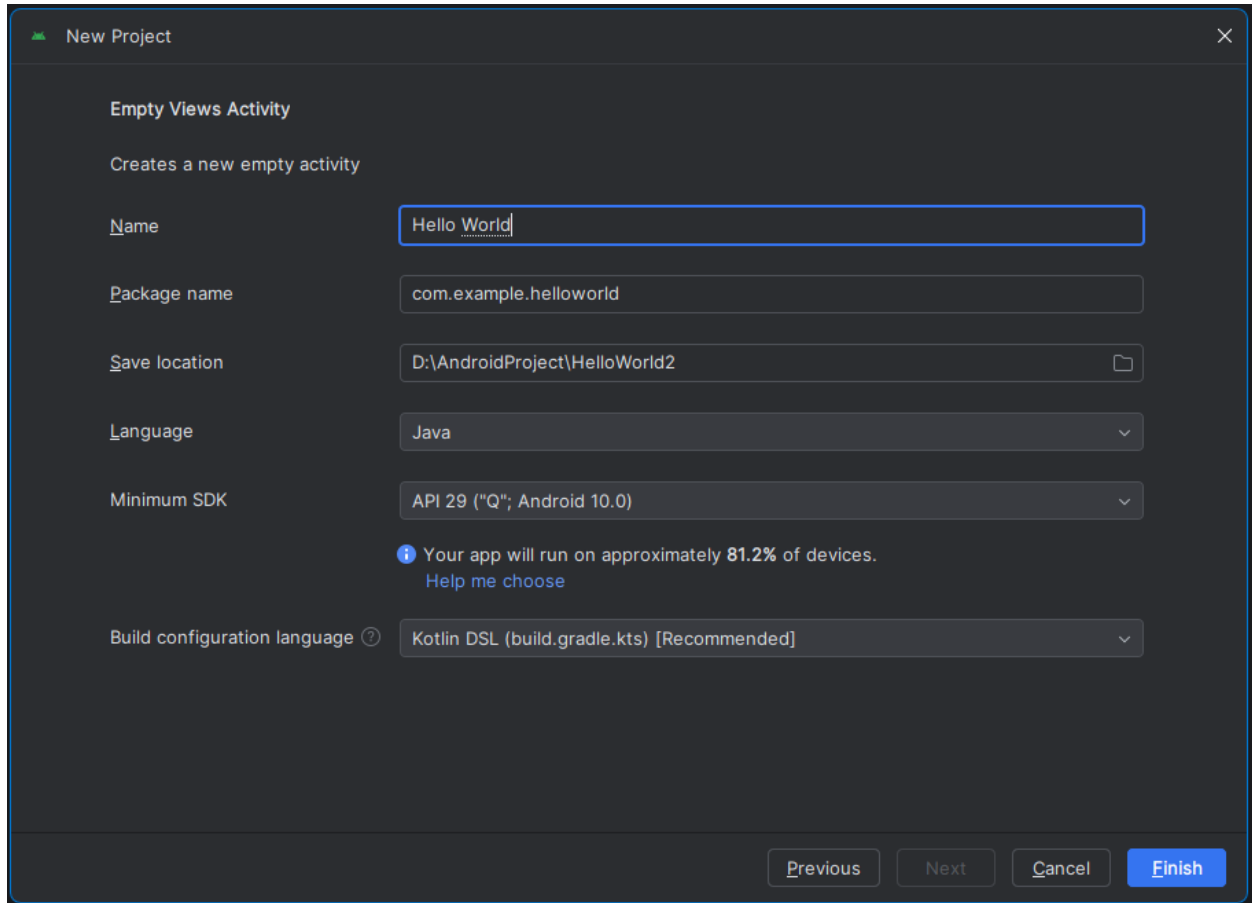 New Project
Empty Views Activity
Creates a new empty activity
Name
Hello World
Package name
com.example.helloworld
Save location
D:\AndroidProject\HelloWorld2
Language
Java
Minimum SDK
API 29 ("Q"; Android 10.0)
Your app will run on approximately 81.2% of devices.
Help me choose
Build configuration language
Kotlin DSL (build.gradle.kts) [Recommended]
Previous
Next
Cancel
Finish